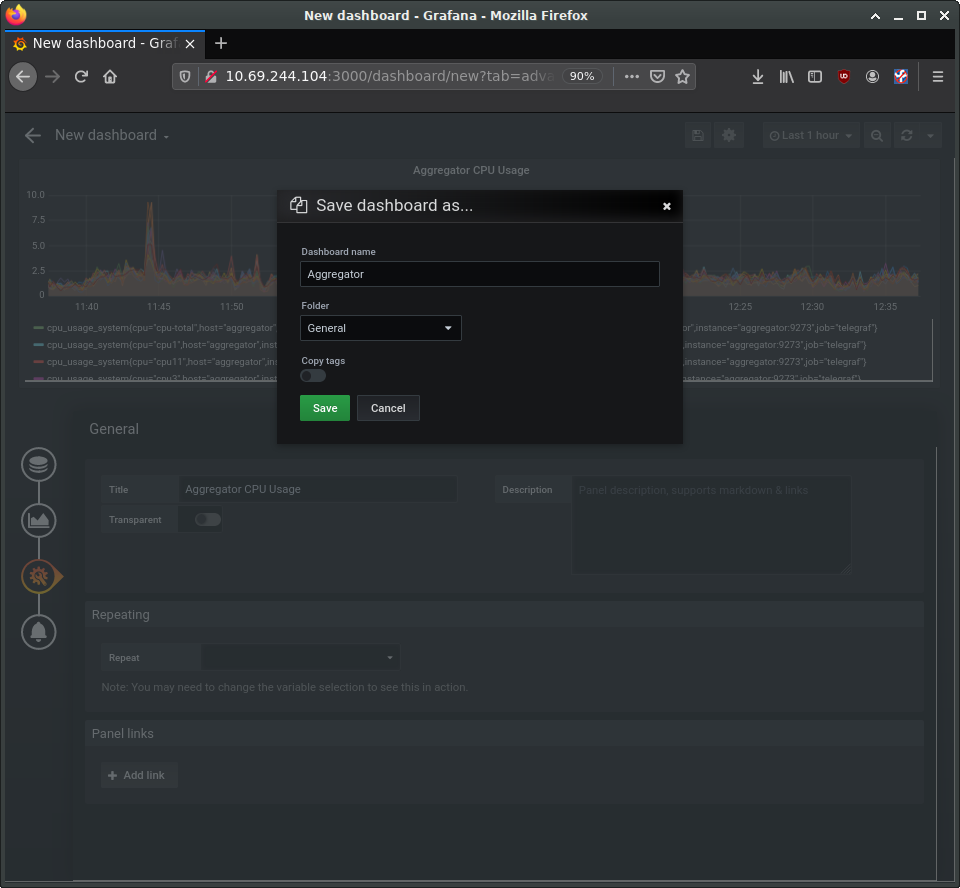 New dashboard - Grafana - Mozilla Firefox
New dashboard - Graf
10.69.244.104:3000/dashboard/new?tab=adva 90%
New dashboard
Last 1 hour
Aggregator CPU Usage
10.0
7.5
5.0
2.5
0
11:40 11:45 11:50 12:25 12:30 12:35
cpu_usage_system{cpu="cpu-total",host="aggregator" ,instance="aggregator:9273",job="telegraf"}
cpu_usage_system{cpu="cpu1",host="aggregator",inst instance="aggregator:9273",job="telegraf"}
cpu_usage_system{cpu="cpu11",host="aggregator",ins instance="aggregator:9273",job="telegraf"}
cpu_usage_system{cpu="cpu3",host="aggregator",inst instance="aggregator:9273",job="telegraf"}
Save dashboard as...
Dashboard name
Aggregator
Folder
General
Copy tags
Save Cancel
General
Title Aggregator CPU Usage
Description Panel description, supports markdown & links
Transparent
Repeating
Repeat
Note: You may need to change the variable selection to see this in action.
Panel links
Add link